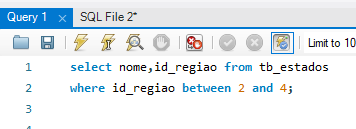 Query 1
SQL File 2*
Limit to 10
1 select nome,id_regiao from tb_estados
2 where id_regiao between 2 and 4;
3